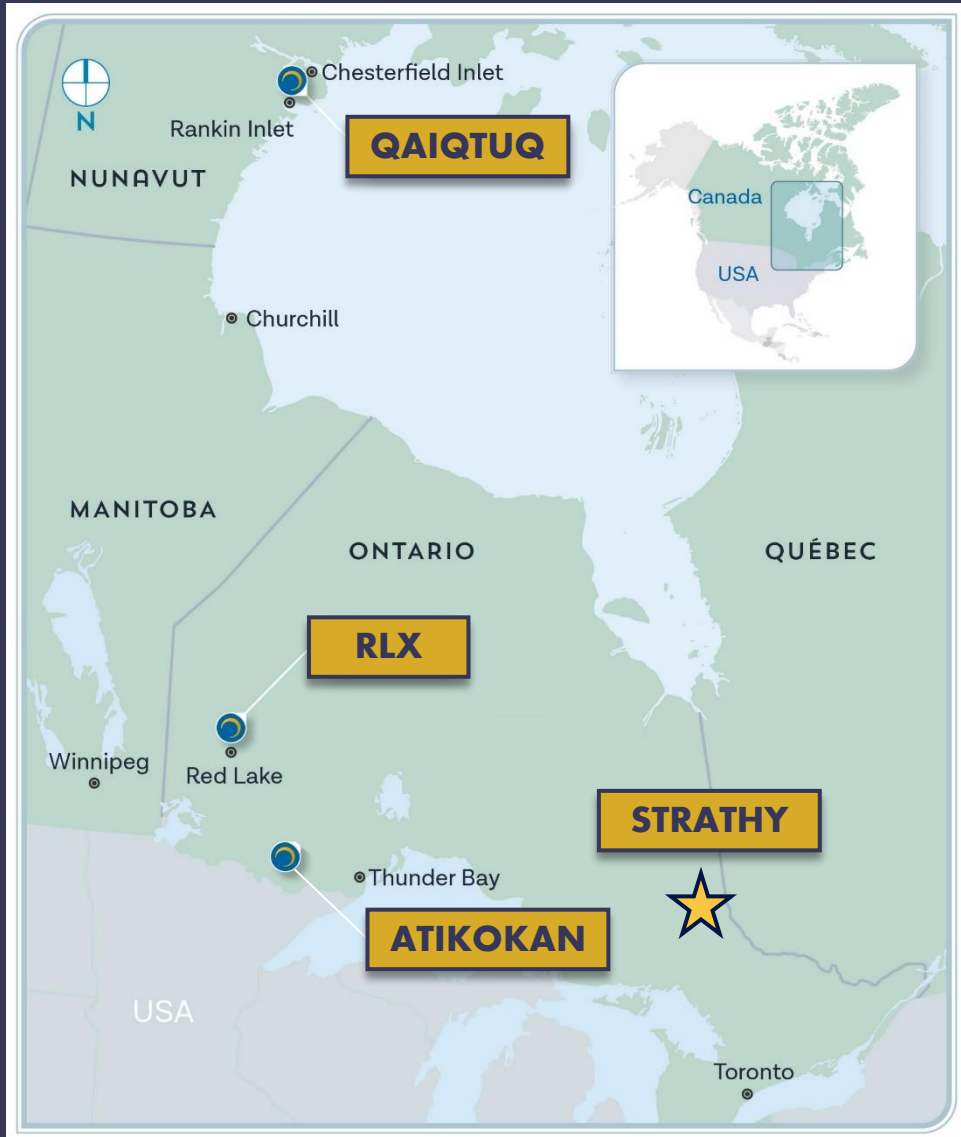 Chesterfield Inlet
N
Rankin Inlet
QAIQTUQ
NUNAVUT
Canada
USA
Churchill
MANITOBA
ONTARIO
QUÉBEC
RLX
Winnipeg
Red Lake
STRATHY
Thunder Bay
ATIKOKAN
USA
Toronto